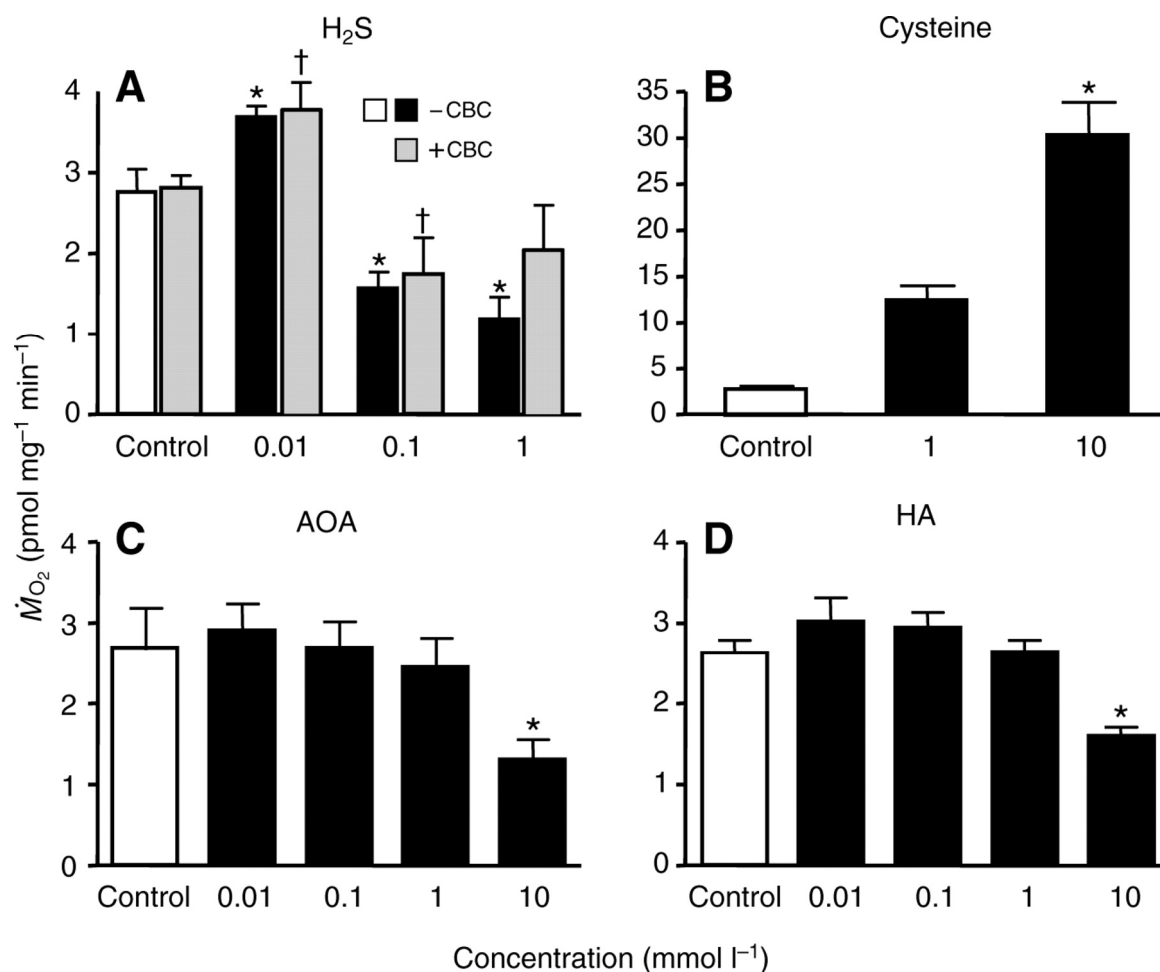 H₂S
A
4
3
2
1
0
* † * † *
−CBC
+CBC
Control 0.01 0.1 1
Cysteine
B
35
30
25
20
15
10
5
0
*
Control 1 10
AOA
C
4
3
2
1
0
*
Control 0.01 0.1 1 10
HA
D
4
3
2
1
0
*
Control 0.01 0.1 1 10
Ṁ_O₂ (pmol mg⁻¹ min⁻¹)
Concentration (mmol l⁻¹)